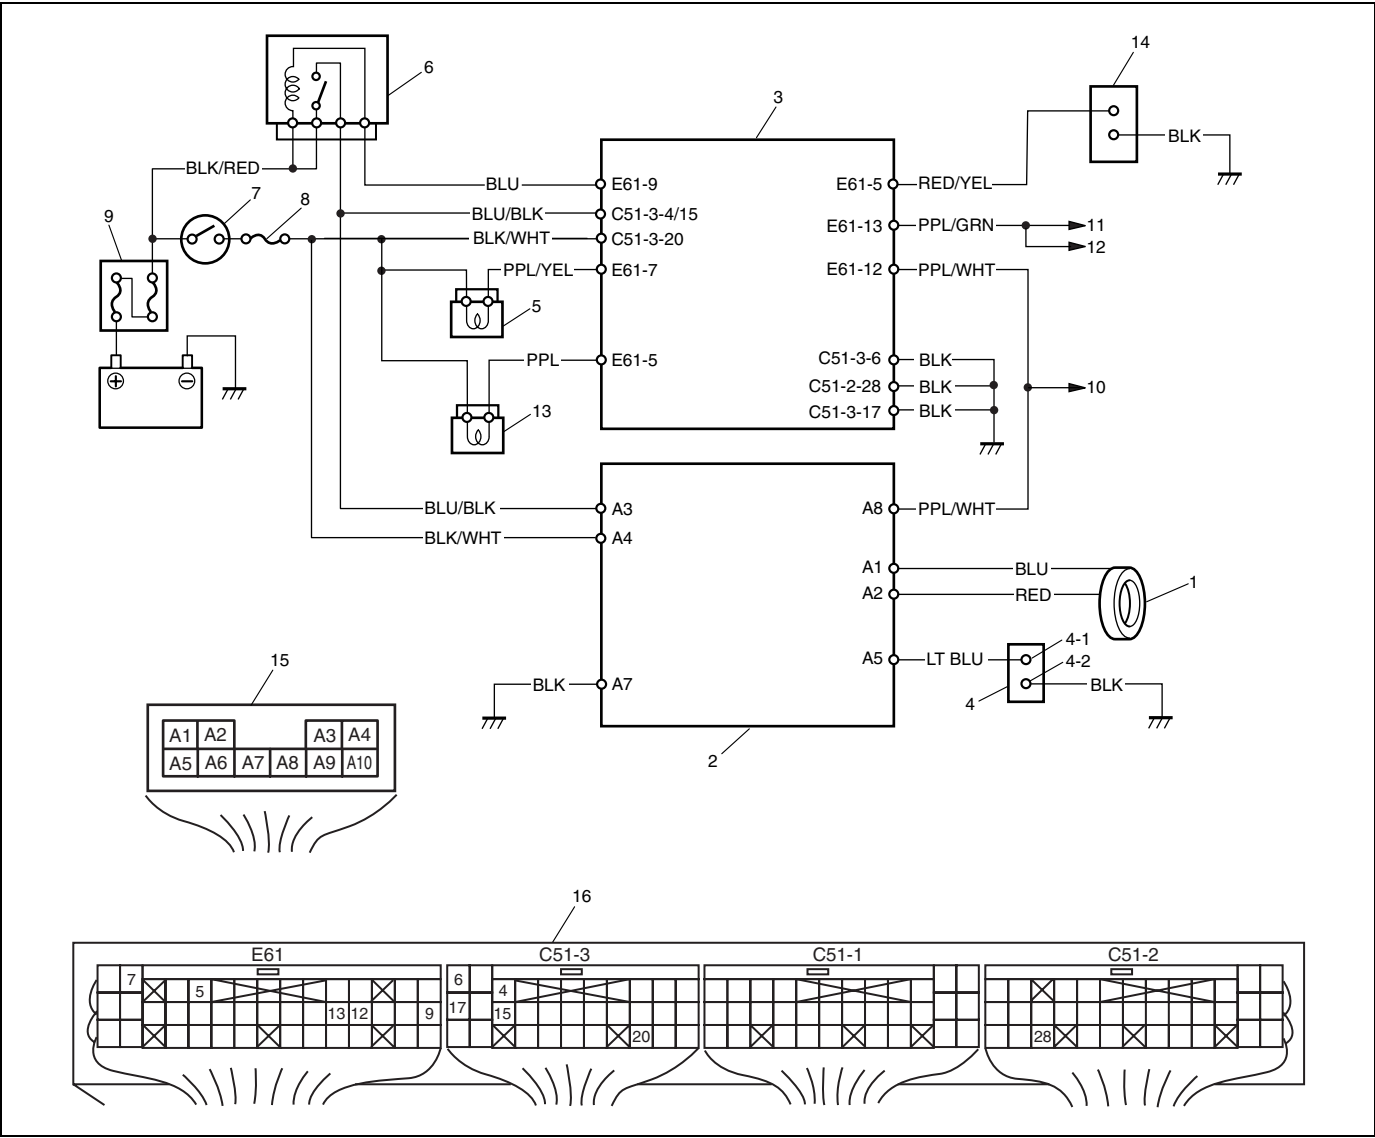 14
6
3
BLK
BLK/RED
BLU
E61-9
E61-5
RED/YEL
7
8
9
BLU/BLK
C51-3-4/15
E61-13
PPL/GRN
11
BLK/WHT
C51-3-20
12
PPL/YEL
E61-7
E61-12
PPL/WHT
5
PPL
E61-5
C51-3-6
BLK
C51-2-28
BLK
10
C51-3-17
BLK
+
−
13
BLU/BLK
A3
A8
PPL/WHT
BLK/WHT
A4
A1
BLU
1
A2
RED
4-1
A5
LT BLU
4-2
BLK
A7
BLK
4
2
15
A1 A2 A3 A4
A5 A6 A7 A8 A9 A10
16
E61
C51-3
C51-1
C51-2
7
6
5
4
13 12
9
17
15
20
28